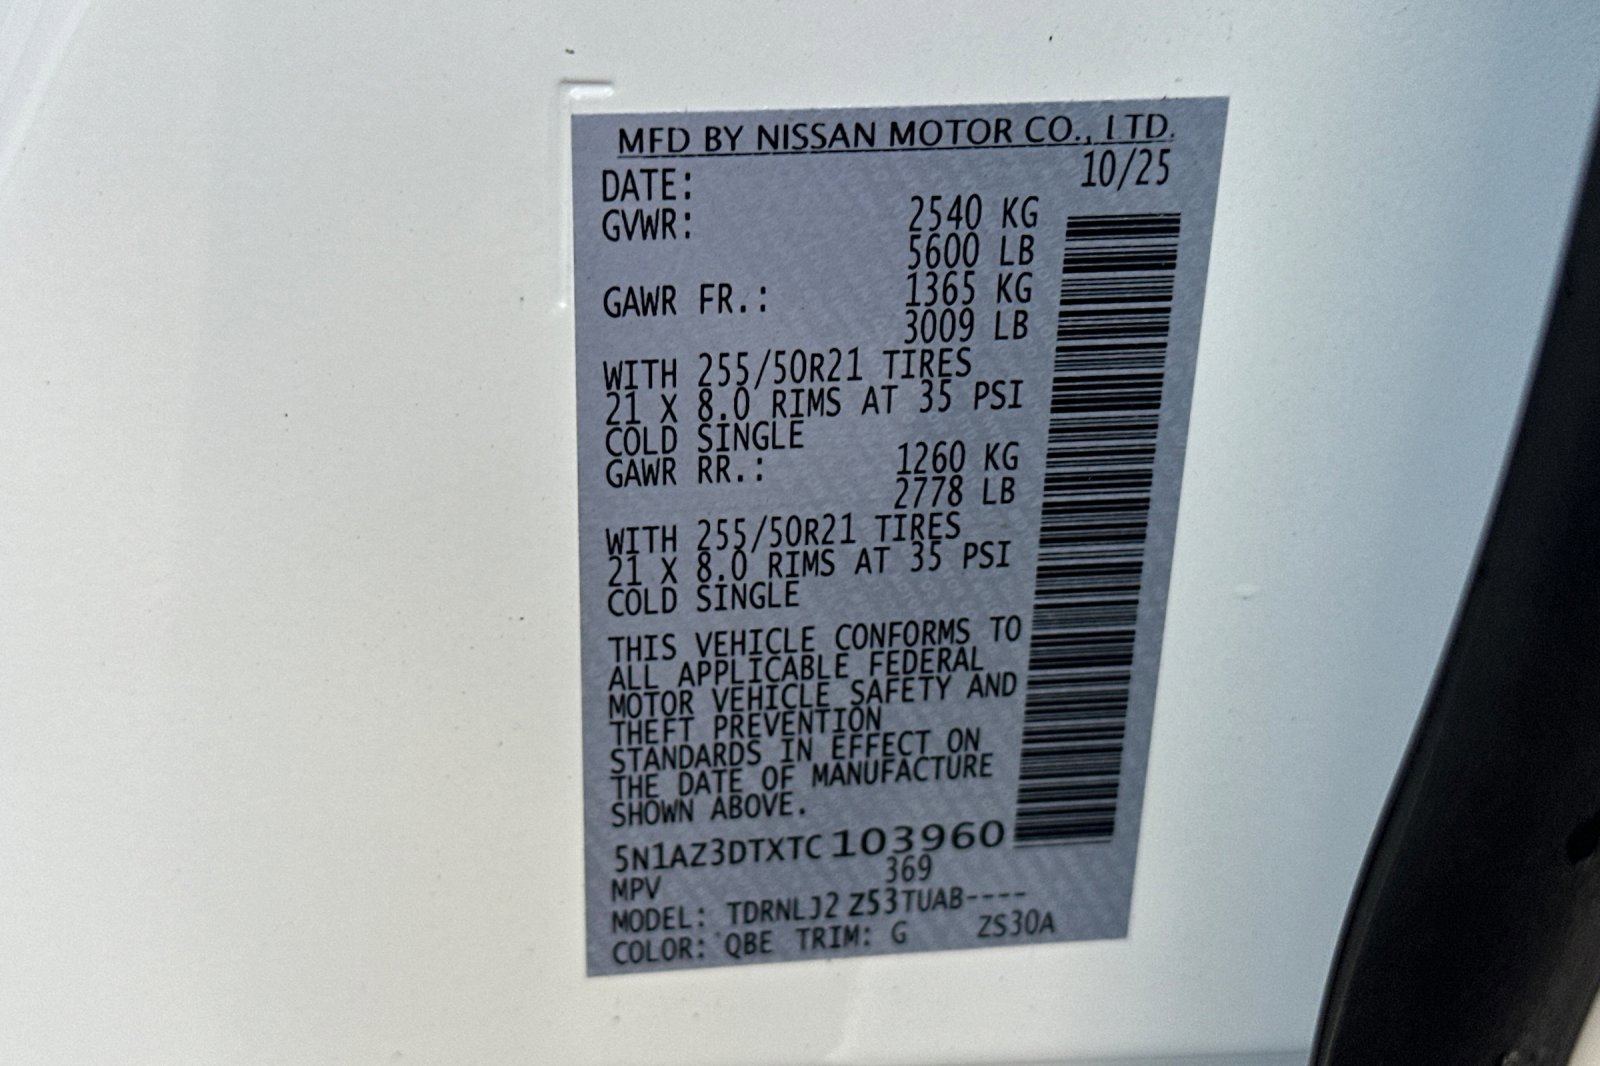 MFD BY NISSAN MOTOR CO., LTD.
DATE: 10/25
GVWR: 2540 KG
5600 LB
GAWR FR.: 1365 KG
3009 LB
WITH 255/50R21 TIRES
21 X 8.0 RIMS AT 35 PSI
COLD SINGLE
GAWR RR.: 1260 KG
2778 LB
WITH 255/50R21 TIRES
21 X 8.0 RIMS AT 35 PSI
COLD SINGLE
THIS VEHICLE CONFORMS TO
ALL APPLICABLE FEDERAL
MOTOR VEHICLE SAFETY AND
THEFT PREVENTION
STANDARDS IN EFFECT ON
THE DATE OF MANUFACTURE
SHOWN ABOVE.
5N1AZ3DTXTC103960
MPV 369
MODEL: TDRNLJ2 Z53TUAB----
COLOR: QBE TRIM: G ZS30A